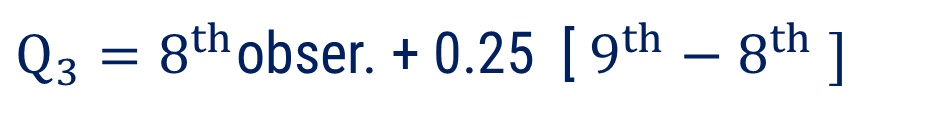 Q₃ = 8ᵗʰ obser. + 0.25 [ 9ᵗʰ − 8ᵗʰ ]